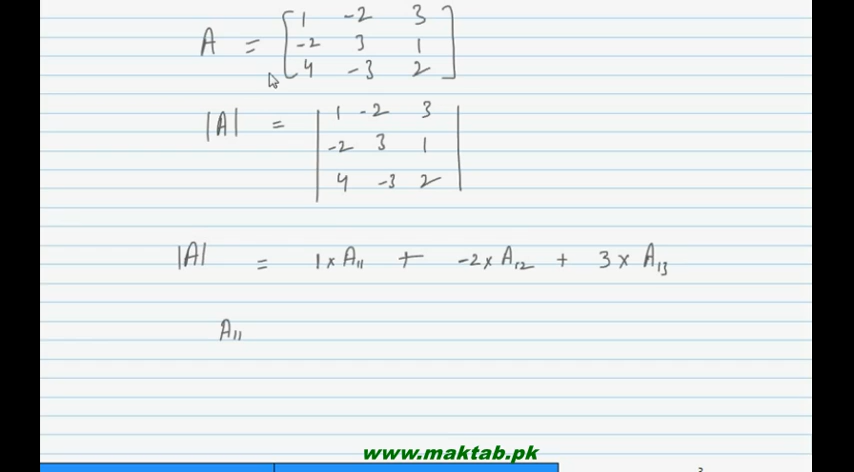 A = [ 1 -2 3
-2 3 1
4 -3 2 ]
|A| = | 1 -2 3
-2 3 1
4 -3 2 |
|A| = 1 × A₁₁ + -2 × A₁₂ + 3 × A₁₃
A₁₁
www.maktab.pk